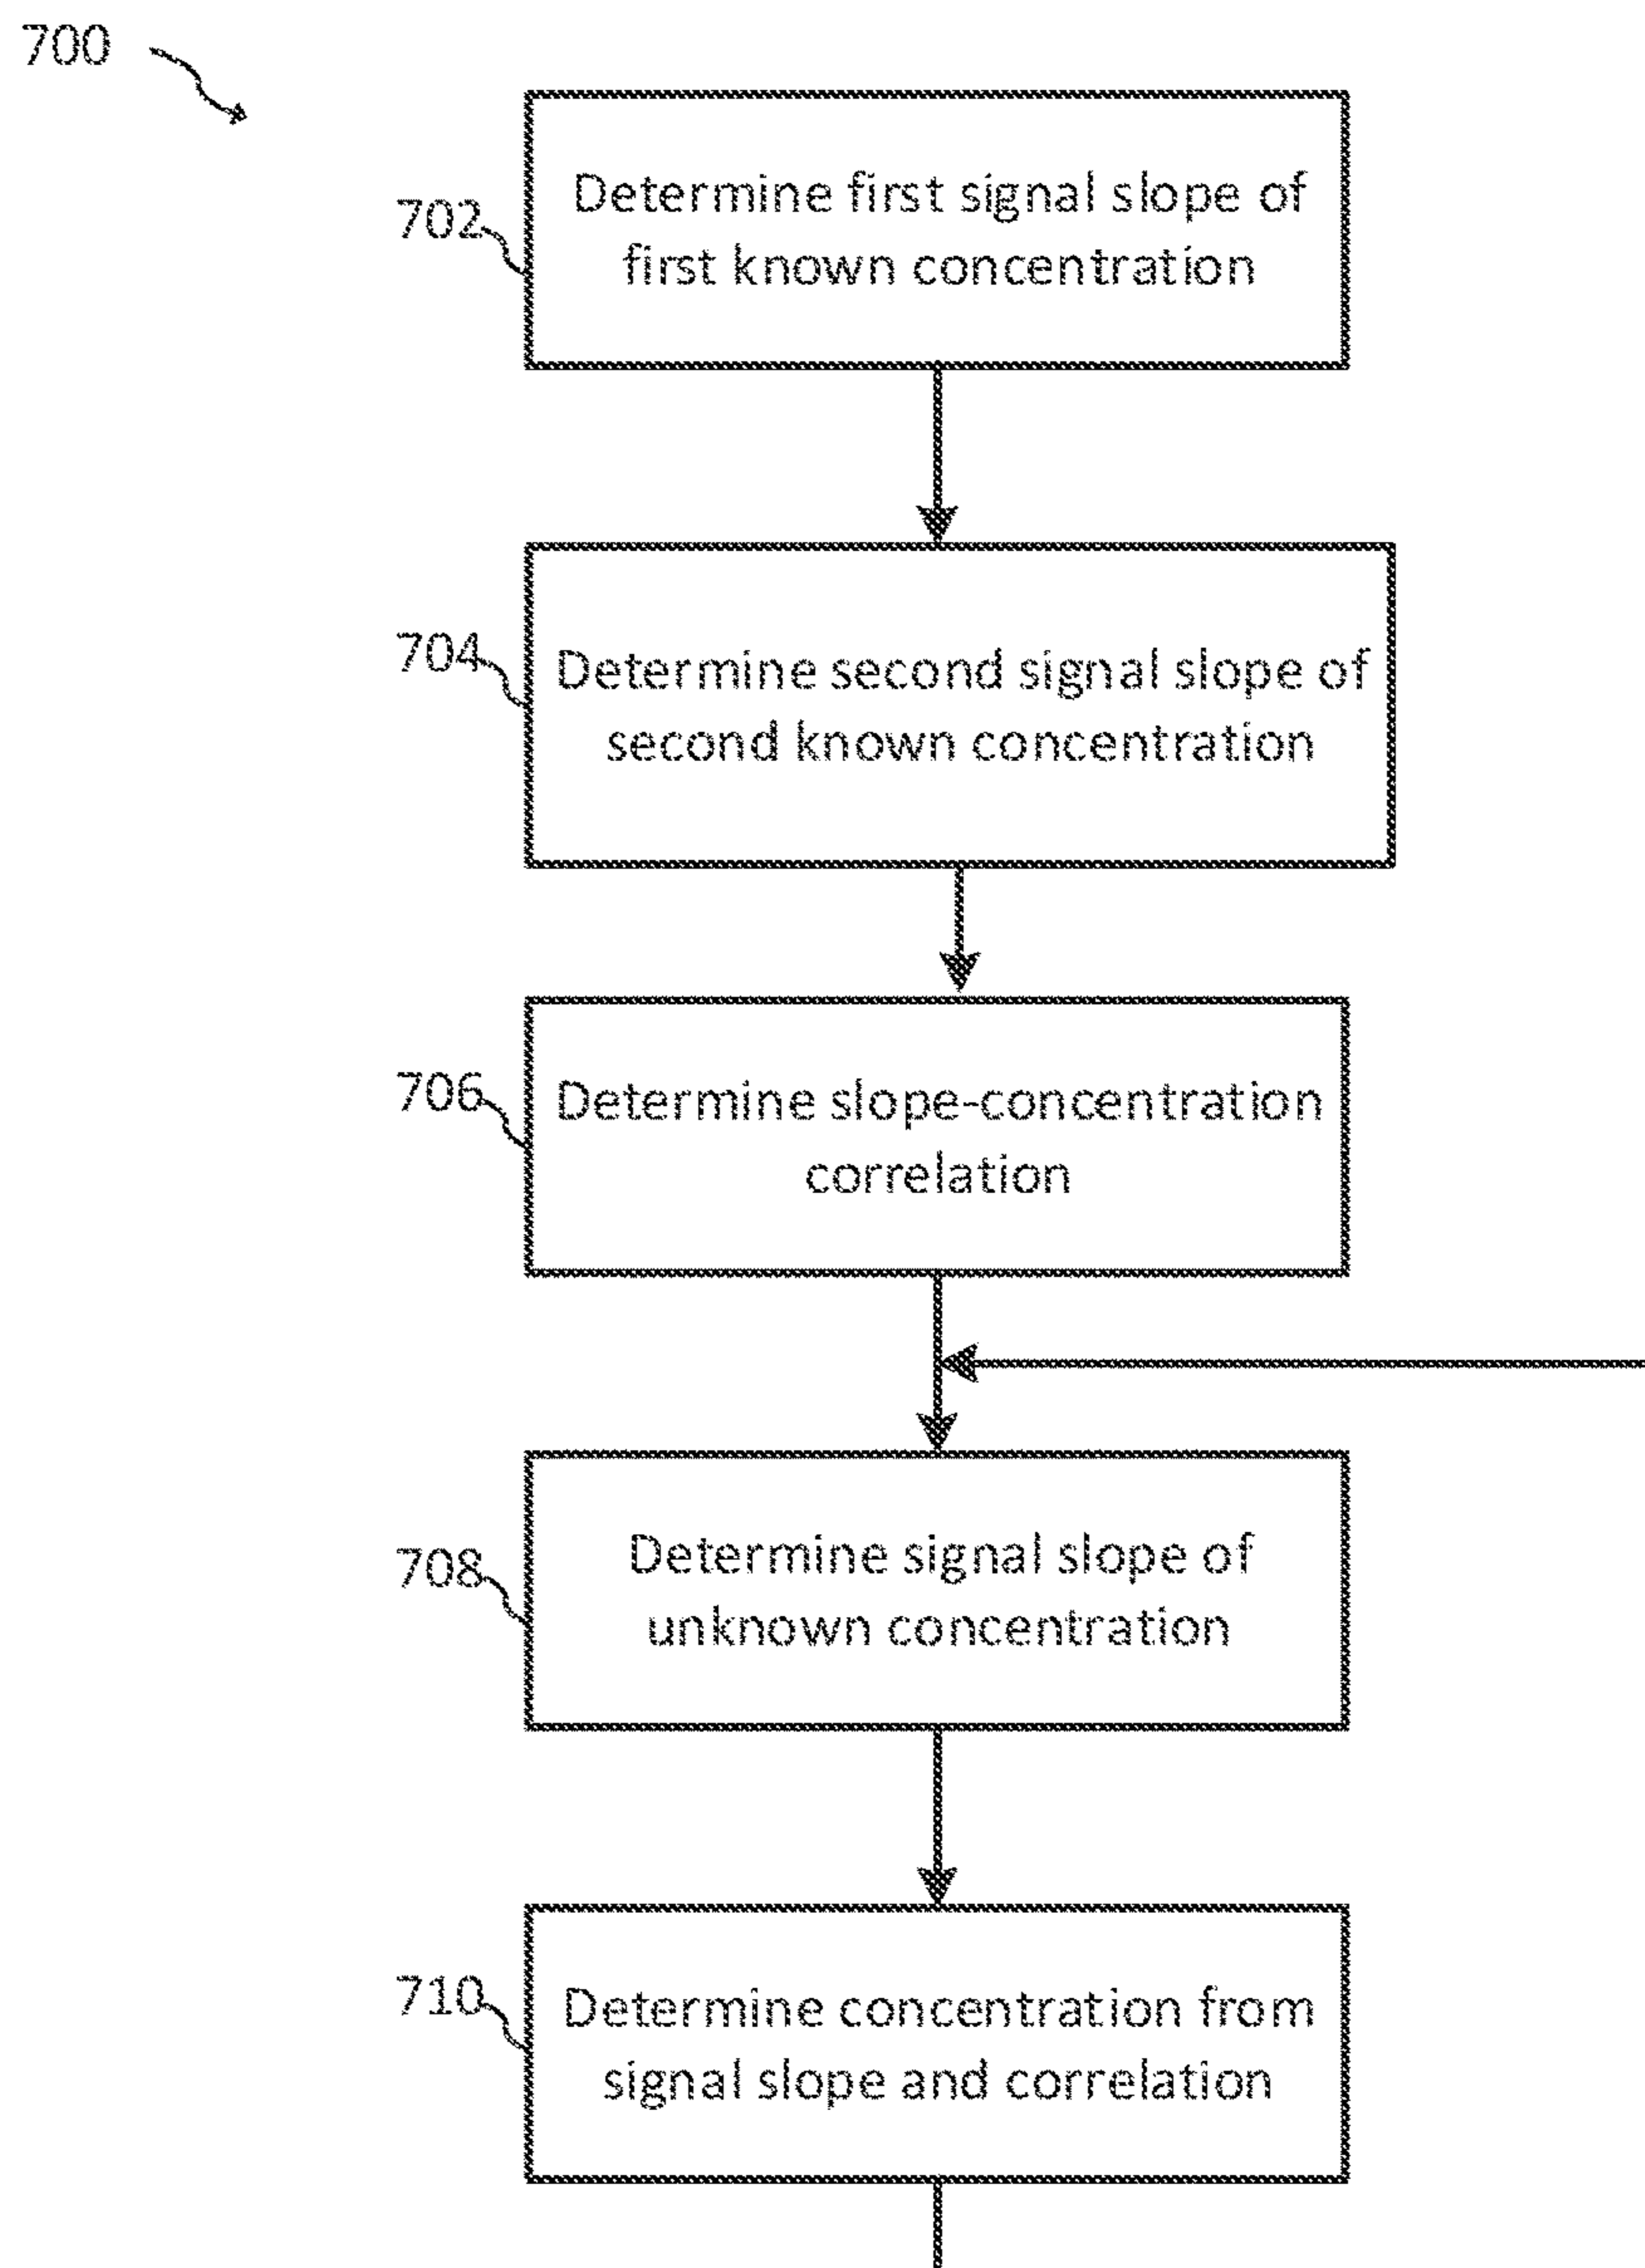 700
702
Determine first signal slope of
first known concentration
704
Determine second signal slope of
second known concentration
706
Determine slope-concentration
correlation
708
Determine signal slope of
unknown concentration
710
Determine concentration from
signal slope and correlation